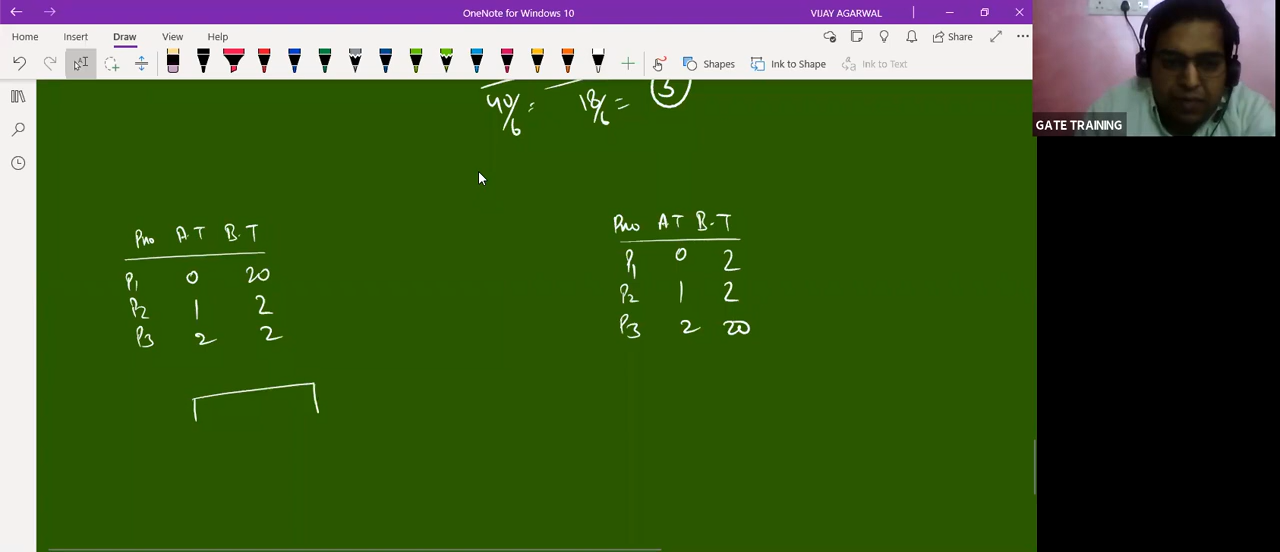 OneNote for Windows 10
VIJAY AGARWAL
Home Insert Draw View Help
Share
Shapes
Ink to Shape
Ink to Text
GATE TRAINING
40/6 = 18/6 = 3
Pno A.T B.T
P1 0 20
P2 1 2
P3 2 2
Pno AT B.T
P1 0 2
P2 1 2
P3 2 20